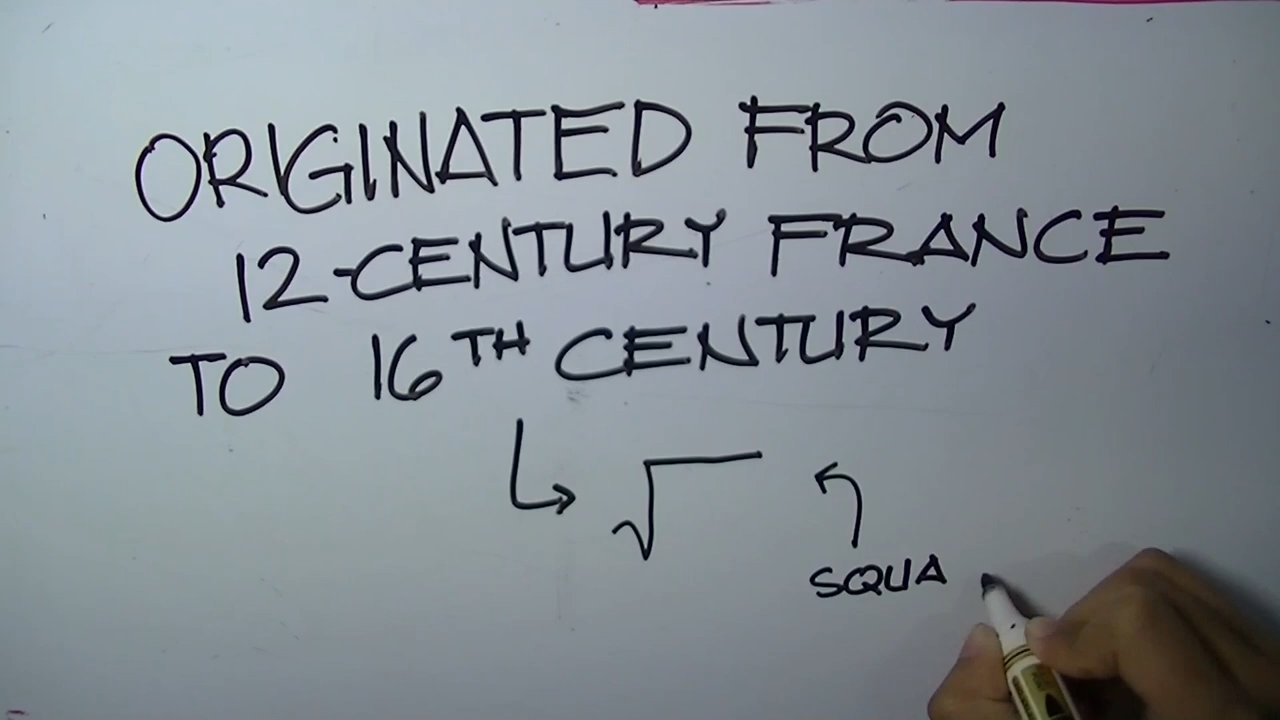 ORIGINATED FROM
12-CENTURY FRANCE
TO 16TH CENTURY
√
SQUA